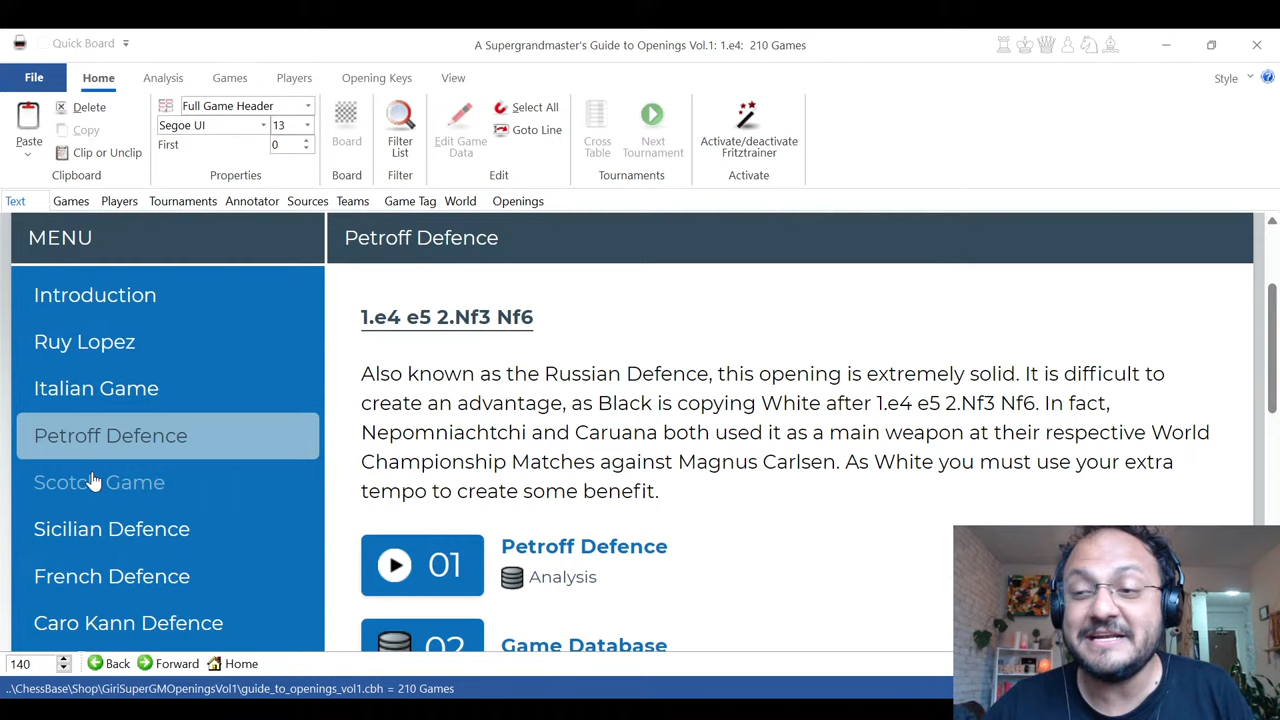 Quick Board
A Supergrandmaster's Guide to Openings Vol.1: 1.e4: 210 Games
File Home Analysis Games Players Opening Keys View
Style
Paste
Delete
Copy
Clip or Unclip
Clipboard
Full Game Header
Segoe UI 13
First 0
Properties
Board
Board
Filter List
Filter
Edit Game Data
Select All
Goto Line
Edit
Cross Table
Next Tournament
Tournaments
Activate/deactivate Fritztrainer
Activate
Text Games Players Tournaments Annotator Sources Teams Game Tag World Openings
MENU
Introduction
Ruy Lopez
Italian Game
Petroff Defence
Scotch Game
Sicilian Defence
French Defence
Caro Kann Defence
Petroff Defence
1.e4 e5 2.Nf3 Nf6
Also known as the Russian Defence, this opening is extremely solid. It is difficult to
create an advantage, as Black is copying White after 1.e4 e5 2.Nf3 Nf6. In fact,
Nepomniachtchi and Caruana both used it as a main weapon at their respective World
Championship Matches against Magnus Carlsen. As White you must use your extra
tempo to create some benefit.
01
Petroff Defence
Analysis
02
Game Database
140 Back Forward Home
..\ChessBase\Shop\GiriSuperGMOpeningsVol1\guide_to_openings_vol1.cbh = 210 Games